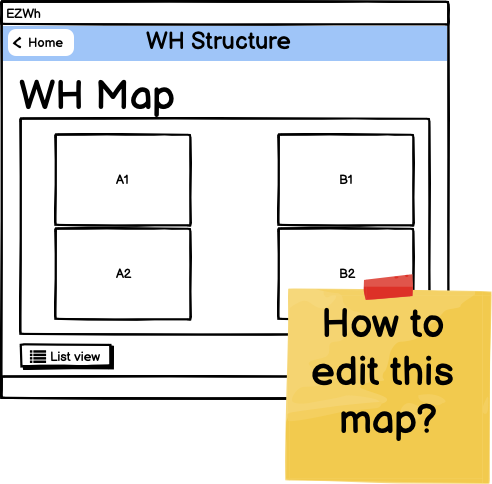 EZWh
Home
WH Structure
WH Map
A1
B1
A2
B2
List view
How to
edit this
map?